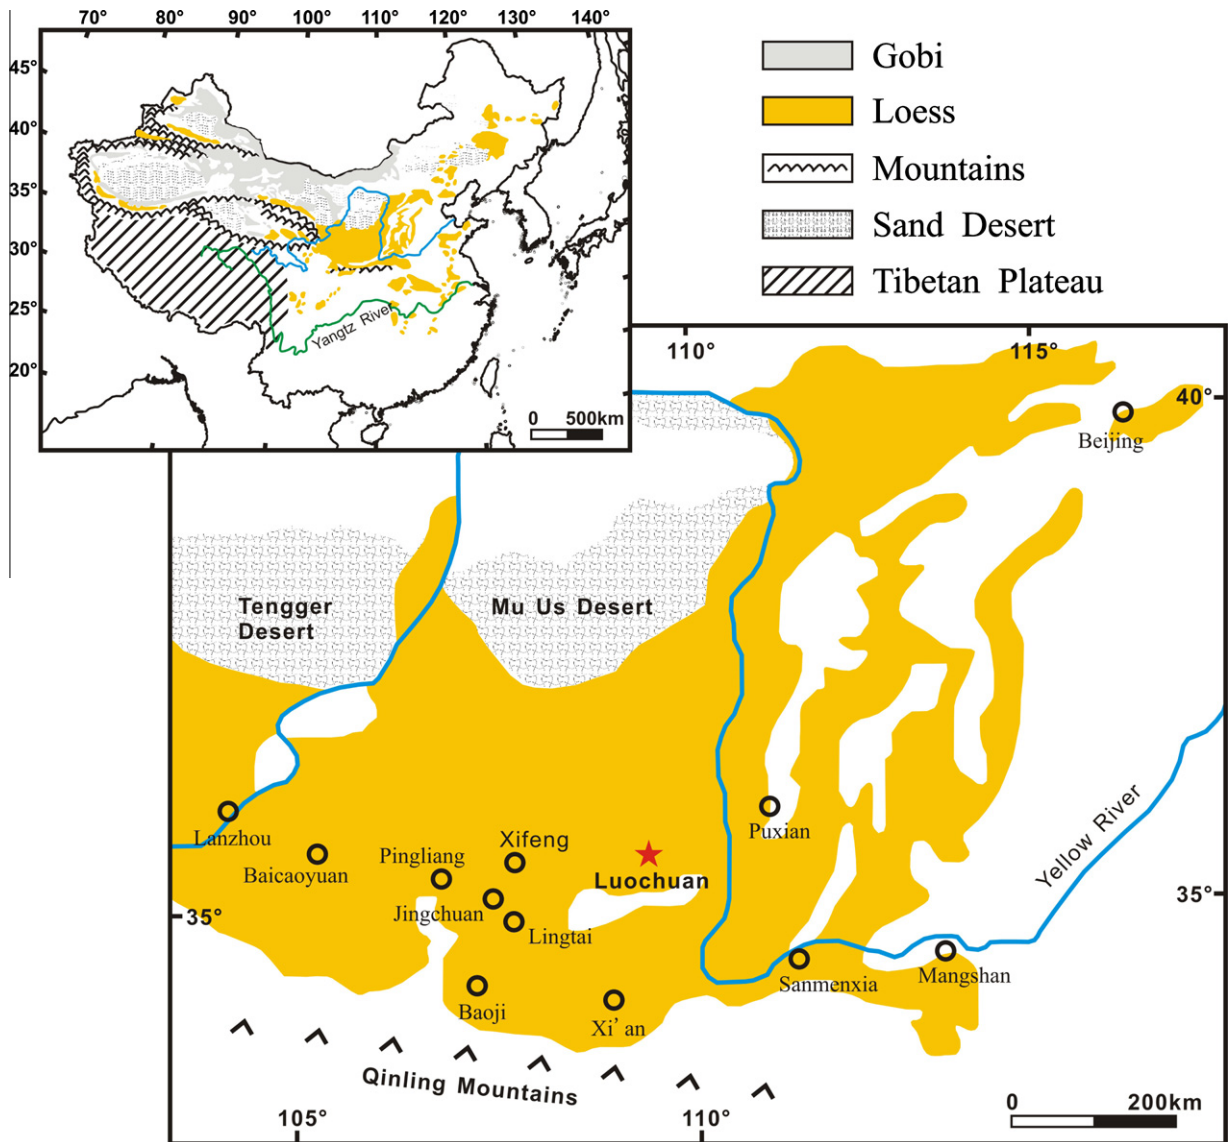 70° 80° 90° 100° 110° 120° 130° 140°
45°
40°
35°
30°
25°
20°
Yangtz River
0 500km
Gobi
Loess
Mountains
Sand Desert
Tibetan Plateau
110° 115°
40°
Beijing
Tengger
Desert
Mu Us Desert
Lanzhou
Baicaoyuan
Pingliang
Xifeng
Jingchuan
Lingtai
Luochuan
Puxian
Yellow River
35°
35°
Baoji
Xi' an
Sanmenxia
Mangshan
Qinling Mountains
105° 110°
0 200km